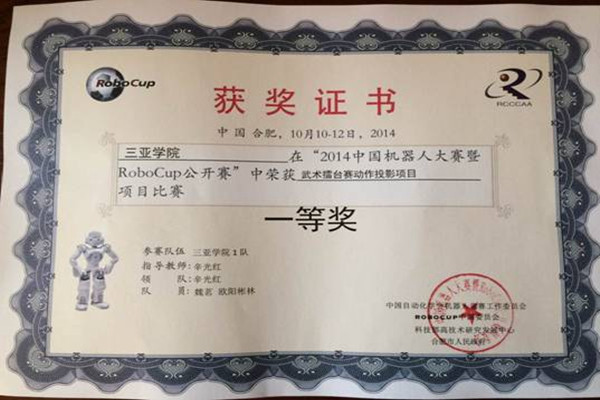 RoboCup
RCCCAA
获奖证书
中国 合肥，10月10-12日，2014
三亚学院 在“2014中国机器人大赛暨
RoboCup公开赛”中荣获 武术擂台赛动作投影项目
项目比赛
一等奖
参赛队伍 三亚学院1队
指导教师：辛光红
领 队：辛光红
队 员：魏茗 欧阳彬林
中国自动化学会机器人竞赛工作委员会
ROBOCUP中国委员会
科技部高技术研究发展中心
合肥市人民政府